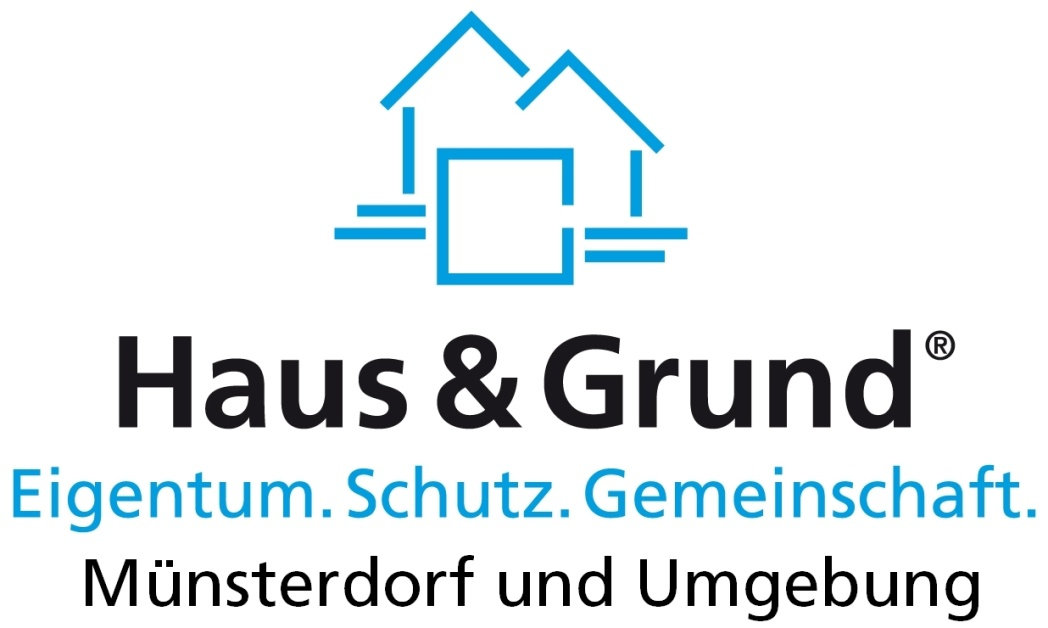 Haus & Grund®
Eigentum. Schutz. Gemeinschaft.
Münsterdorf und Umgebung